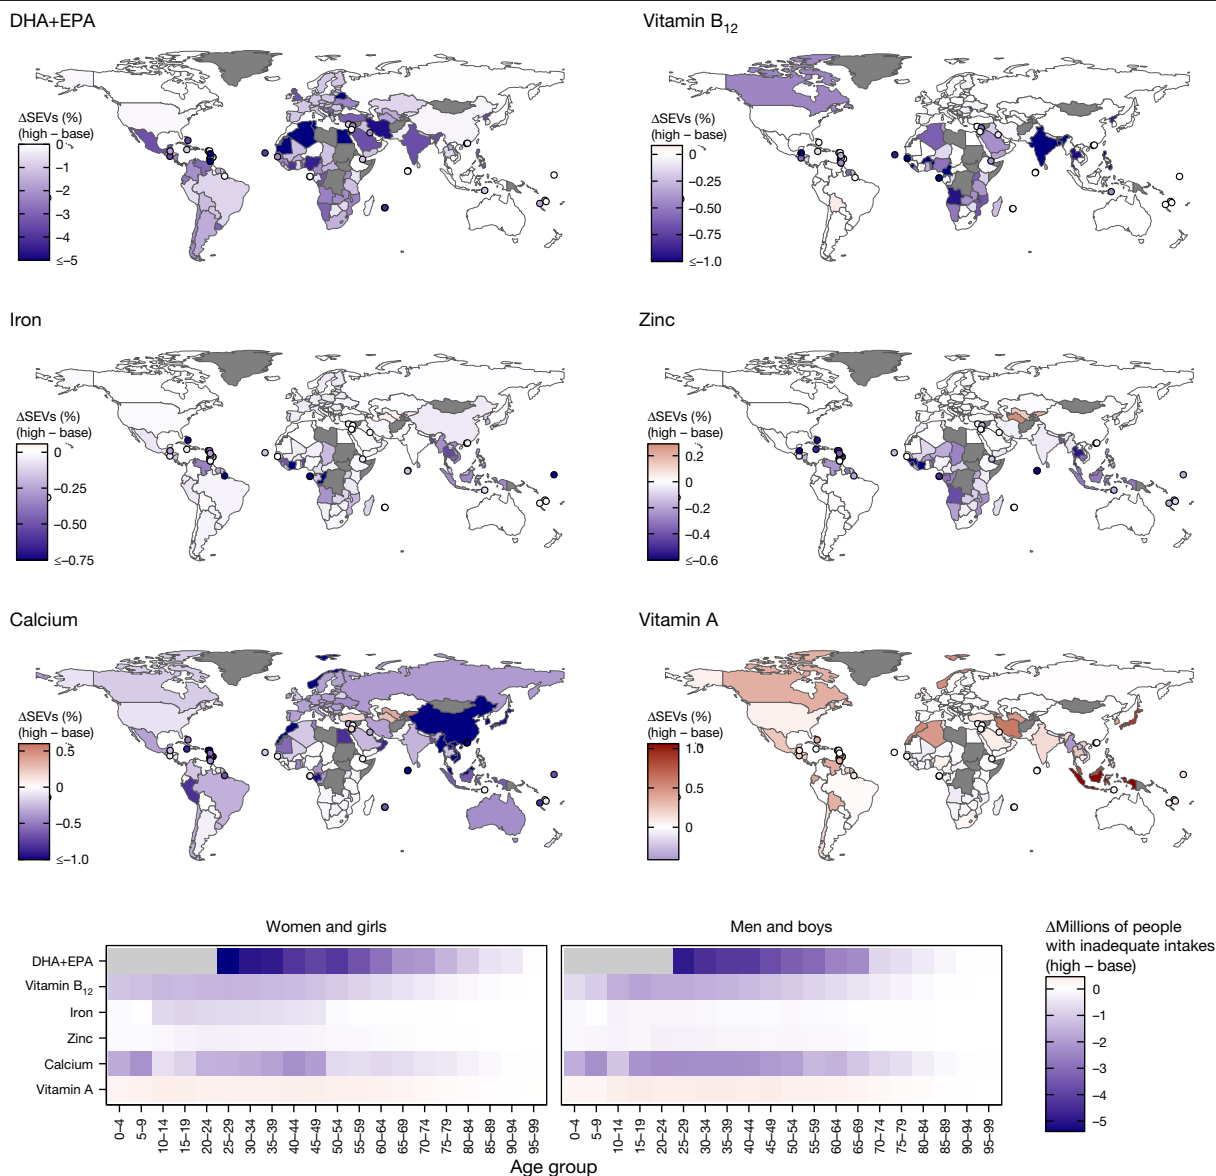 DHA+EPA
Vitamin B12
ΔSEVs (%)
(high – base)
0
−1
−2
−3
−4
≤−5
ΔSEVs (%)
(high – base)
0
−0.25
−0.50
−0.75
≤−1.0
Iron
Zinc
ΔSEVs (%)
(high – base)
0
−0.25
−0.50
≤−0.75
ΔSEVs (%)
(high – base)
0.2
0
−0.2
−0.4
≤−0.6
Calcium
Vitamin A
ΔSEVs (%)
(high – base)
0.5
0
−0.5
≤−1.0
ΔSEVs (%)
(high – base)
1.0
0.5
0
Women and girls
Men and boys
ΔMillions of people
with inadequate intakes
(high – base)
DHA+EPA
Vitamin B12
Iron
Zinc
Calcium
Vitamin A
0
−1
−2
−3
−4
−5
0–4 5–9 10–14 15–19 20–24 25–29 30–34 35–39 40–44 45–49 50–54 55–59 60–64 65–69 70–74 75–79 80–84 85–89 90–94 95–99
0–4 5–9 10–14 15–19 20–24 25–29 30–34 35–39 40–44 45–49 50–54 55–59 60–64 65–69 70–74 75–79 80–84 85–89 90–94 95–99
Age group